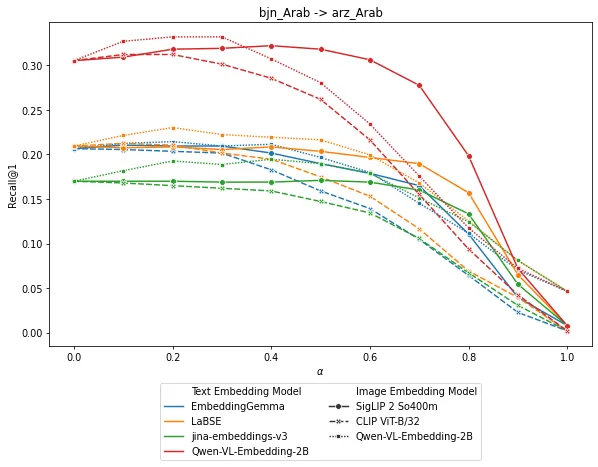 bjn_Arab -> arz_Arab
Recall@1
0.30
0.25
0.20
0.15
0.10
0.05
0.00
0.0 0.2 0.4 0.6 0.8 1.0
α
Text Embedding Model Image Embedding Model
EmbeddingGemma SigLIP 2 So400m
LaBSE CLIP ViT-B/32
jina-embeddings-v3 Qwen-VL-Embedding-2B
Qwen-VL-Embedding-2B